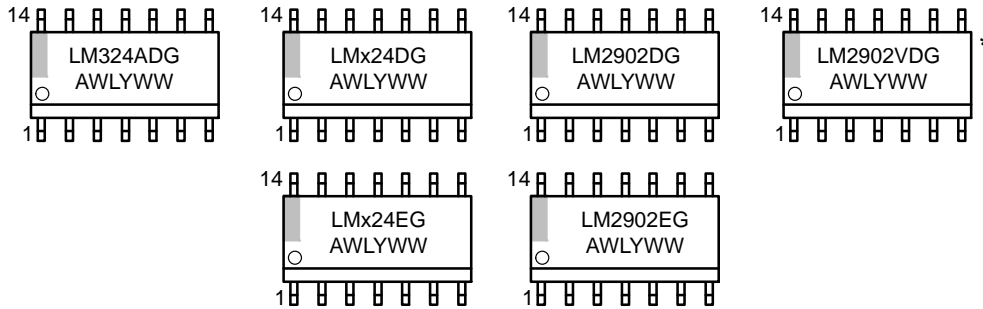 14 14 14 14
LM324ADG LMx24DG LM2902DG LM2902VDG *
AWLYWW AWLYWW AWLYWW AWLYWW
1 1 1 1
14 14
LMx24EG LM2902EG
AWLYWW AWLYWW
1 1